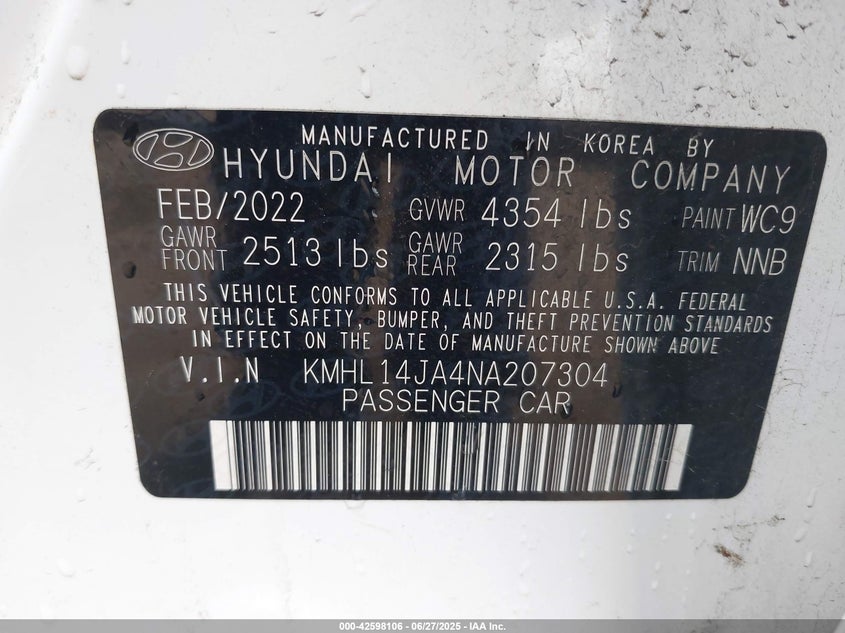 MANUFACTURED IN KOREA BY
HYUNDAI MOTOR COMPANY
FEB/2022 GVWR 4354 lbs PAINT WC9
GAWR FRONT 2513 lbs GAWR REAR 2315 lbs TRIM NNB
THIS VEHICLE CONFORMS TO ALL APPLICABLE U.S.A. FEDERAL
MOTOR VEHICLE SAFETY, BUMPER, AND THEFT PREVENTION STANDARDS
IN EFFECT ON THE DATE OF MANUFACTURE SHOWN ABOVE
V.I.N KMHL14JA4NA207304
PASSENGER CAR
000-42598106 - 06/27/2025 - IAA Inc.